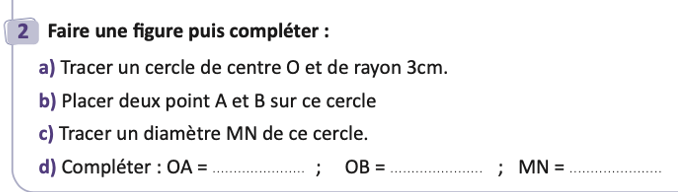 2 Faire une figure puis compléter :
a) Tracer un cercle de centre O et de rayon 3cm.
b) Placer deux point A et B sur ce cercle
c) Tracer un diamètre MN de ce cercle.
d) Compléter : OA = ...................... ; OB = ...................... ; MN = ......................